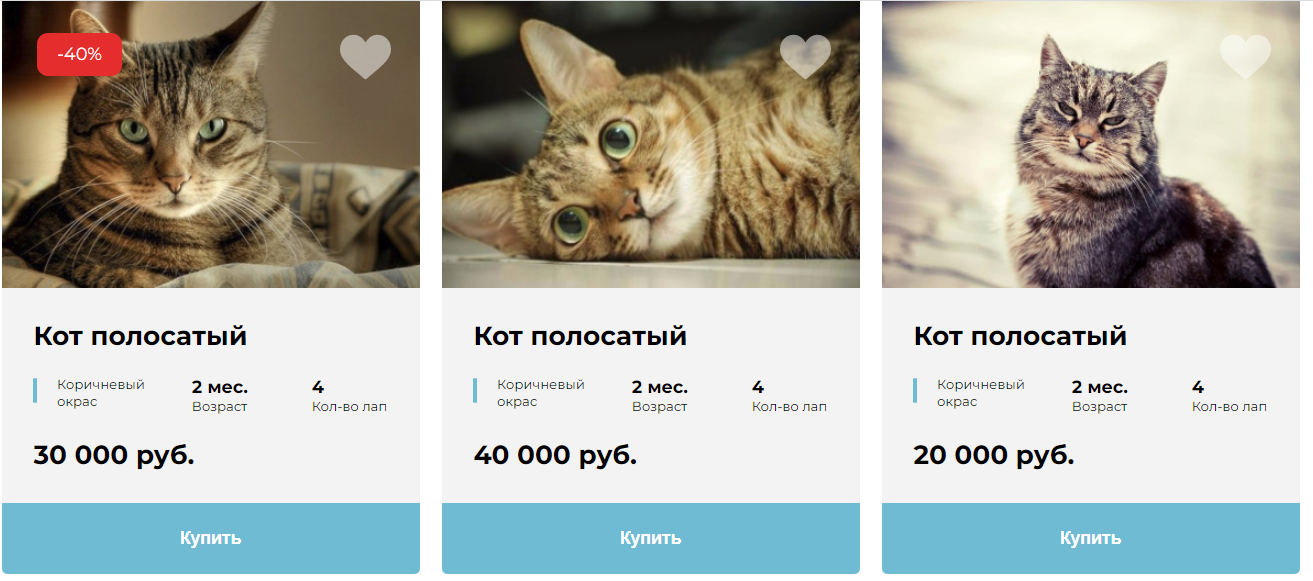 -40%
Кот полосатый
Коричневый
окрас
2 мес.
Возраст
4
Кол-во лап
30 000 руб.
Купить
Кот полосатый
Коричневый
окрас
2 мес.
Возраст
4
Кол-во лап
40 000 руб.
Купить
Кот полосатый
Коричневый
окрас
2 мес.
Возраст
4
Кол-во лап
20 000 руб.
Купить